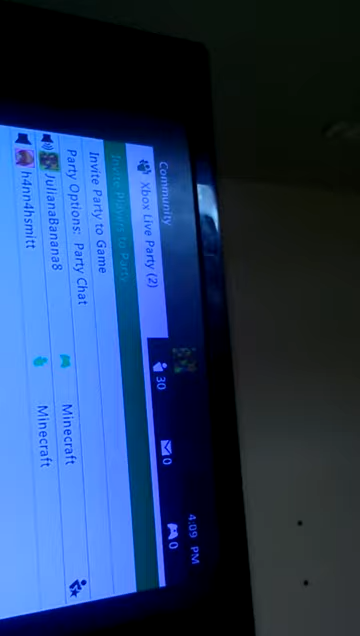 Community
4:09 PM
30
0
0
Xbox Live Party (2)
Invite Players to Party
Invite Party to Game
Party Options: Party Chat
JulianaBanana8 Minecraft
h4nn4hsmitt Minecraft